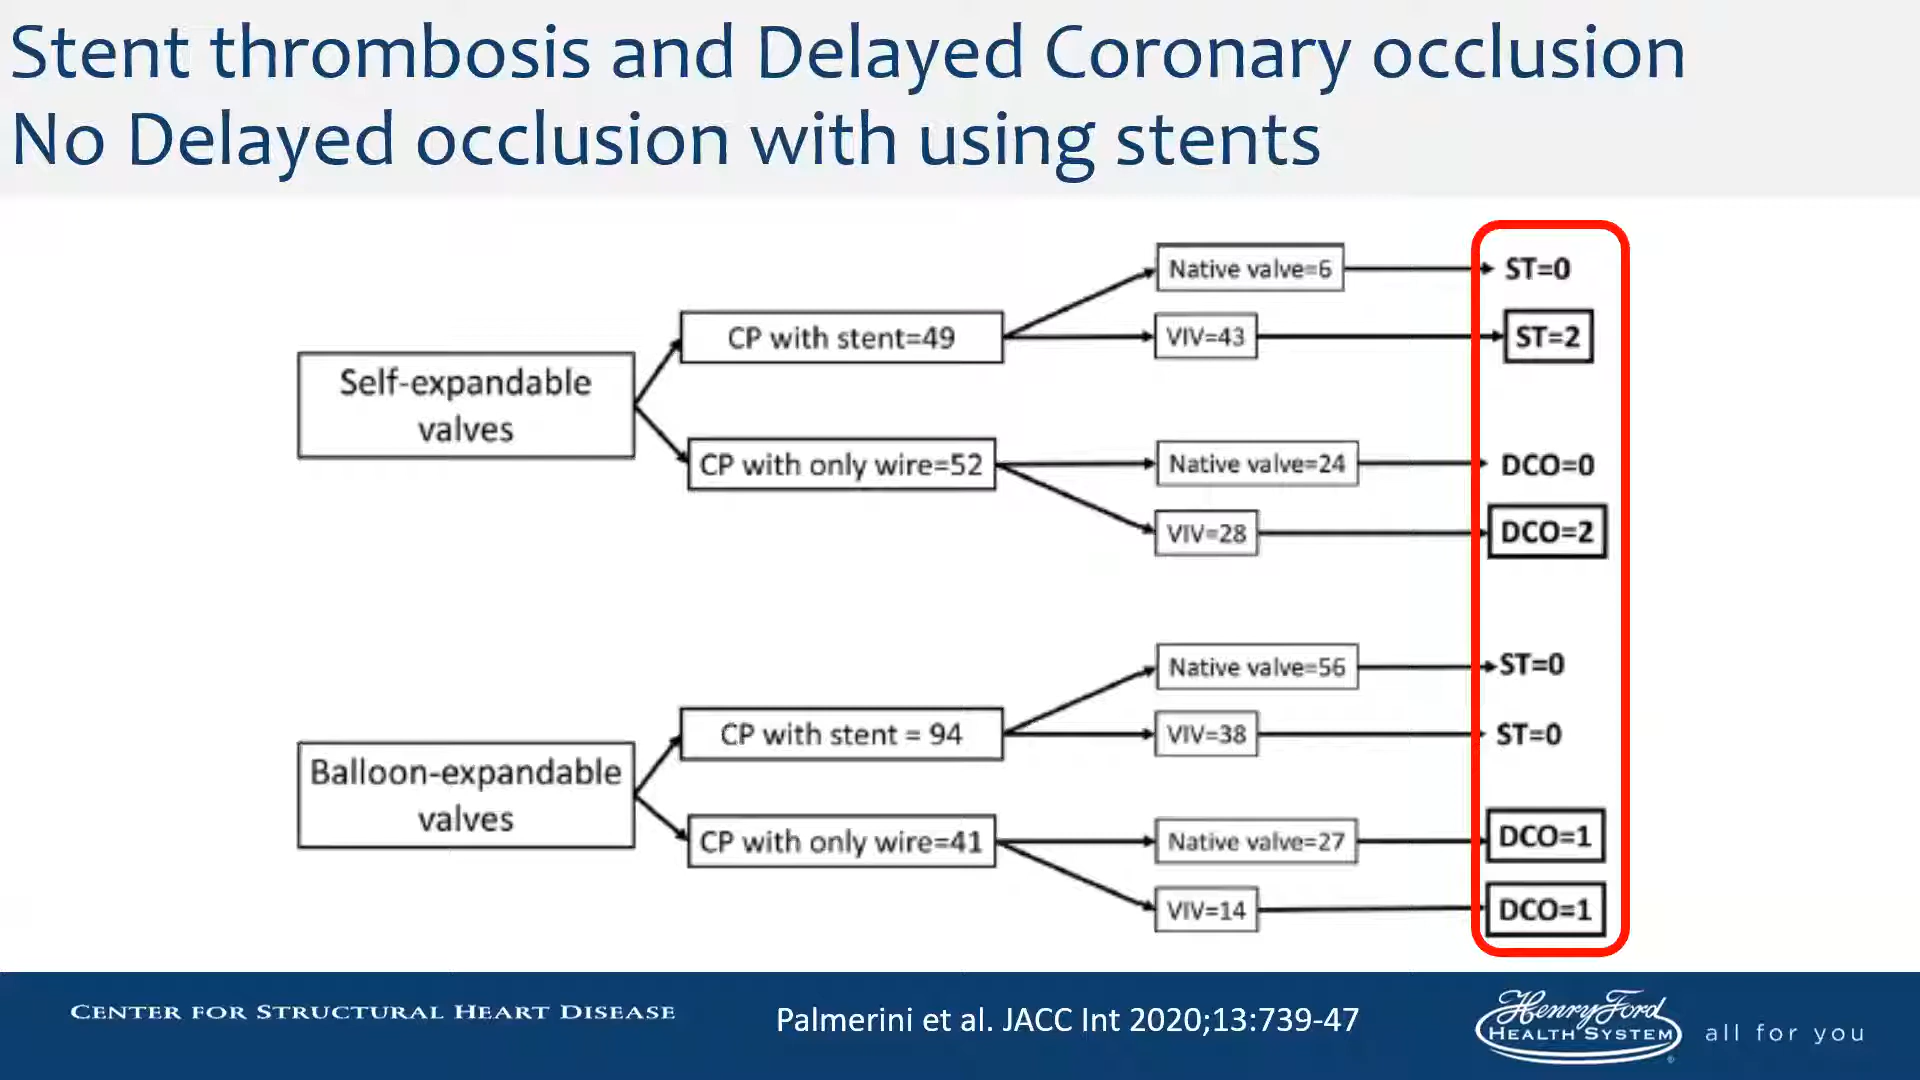 Stent thrombosis and Delayed Coronary occlusion
No Delayed occlusion with using stents
Self-expandable
valves
CP with stent=49
Native valve=6
ST=0
VIV=43
ST=2
CP with only wire=52
Native valve=24
DCO=0
VIV=28
DCO=2
Balloon-expandable
valves
CP with stent = 94
Native valve=56
ST=0
VIV=38
ST=0
CP with only wire=41
Native valve=27
DCO=1
VIV=14
DCO=1
CENTER FOR STRUCTURAL HEART DISEASE
Palmerini et al. JACC Int 2020;13:739-47
Henry Ford
HEALTH SYSTEM
®
all for you